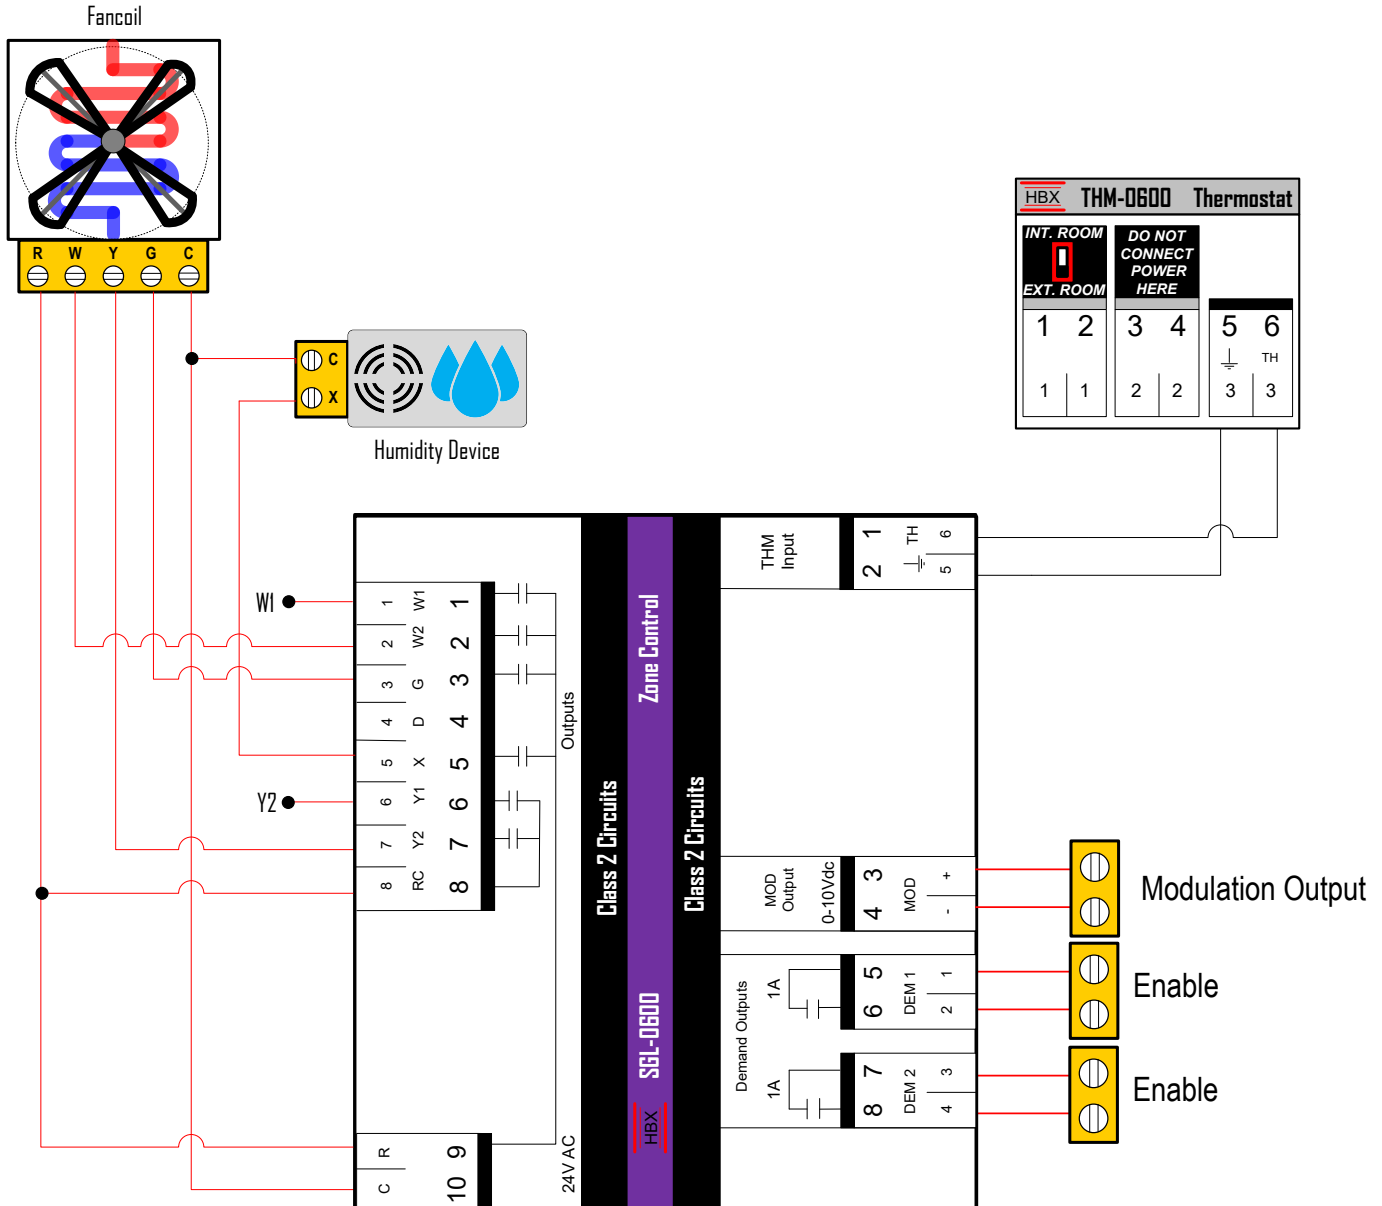 Fancoil
R W Y G C
C
X
Humidity Device
HBX THM-0600 Thermostat
INT. ROOM
EXT. ROOM
DO NOT
CONNECT
POWER
HERE
1 2 3 4 5 6
TH
1 1 2 2 3 3
W1
Y2
1 W1 1
2 W2 2
3 G 3
4 D 4
5 X 5
6 Y1 6
7 Y2 7
8 RC 8
Outputs
R 9
C 10
24V AC
Class 2 Circuits
HBX SGL-0600 Zone Control
Class 2 Circuits
THM
Input
1 TH 6
2 5
MOD
Output
0-10Vdc
3 MOD +
4 -
Modulation Output
Demand Outputs
1A
5 DEM 1 1
6 2
Enable
1A
7 DEM 2 3
8 4
Enable